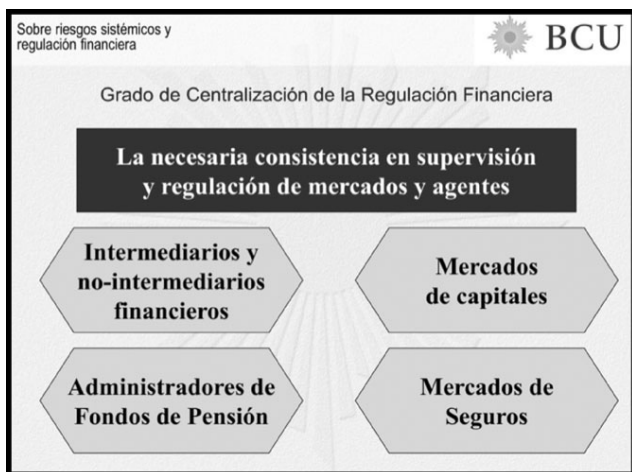 Sobre riesgos sistémicos y
regulación financiera
BCU
Grado de Centralización de la Regulación Financiera
La necesaria consistencia en supervisión
y regulación de mercados y agentes
Intermediarios y
no-intermediarios
financieros
Mercados
de capitales
Administradores de
Fondos de Pensión
Mercados de
Seguros